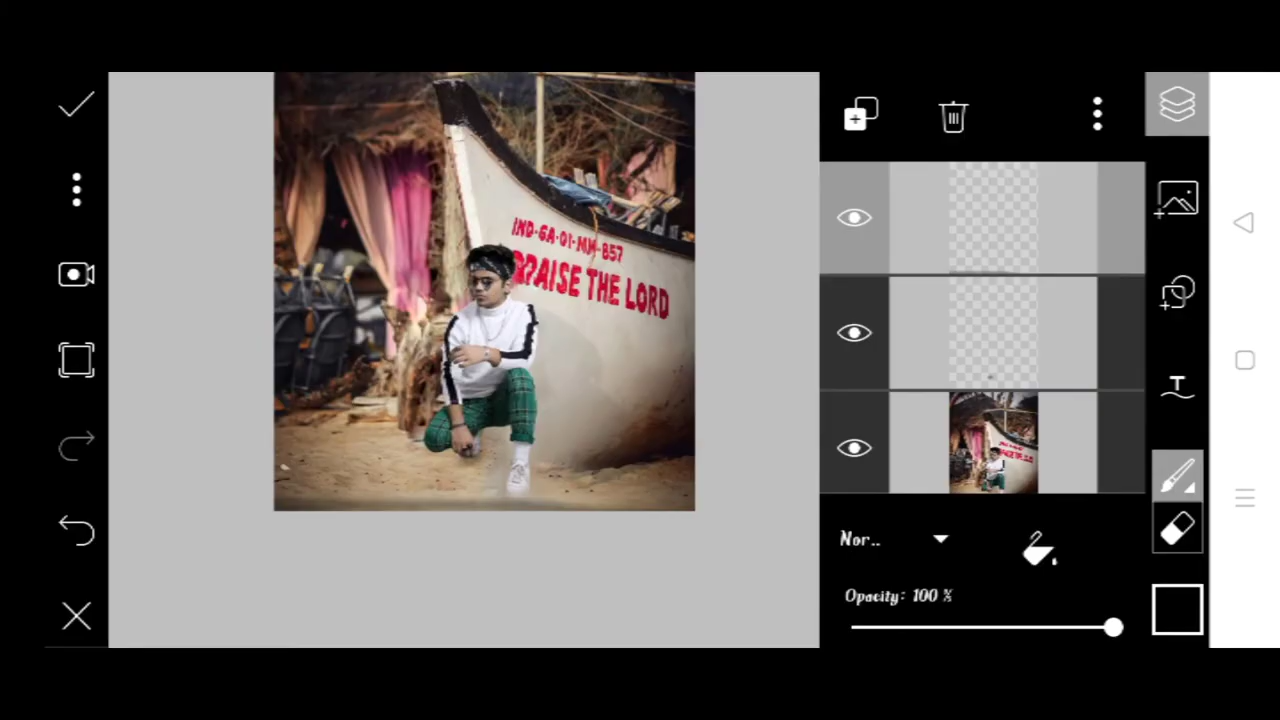 IND-GA-01-MM-857
PRAISE THE LORD
Nor..
Opacity: 100 %
T